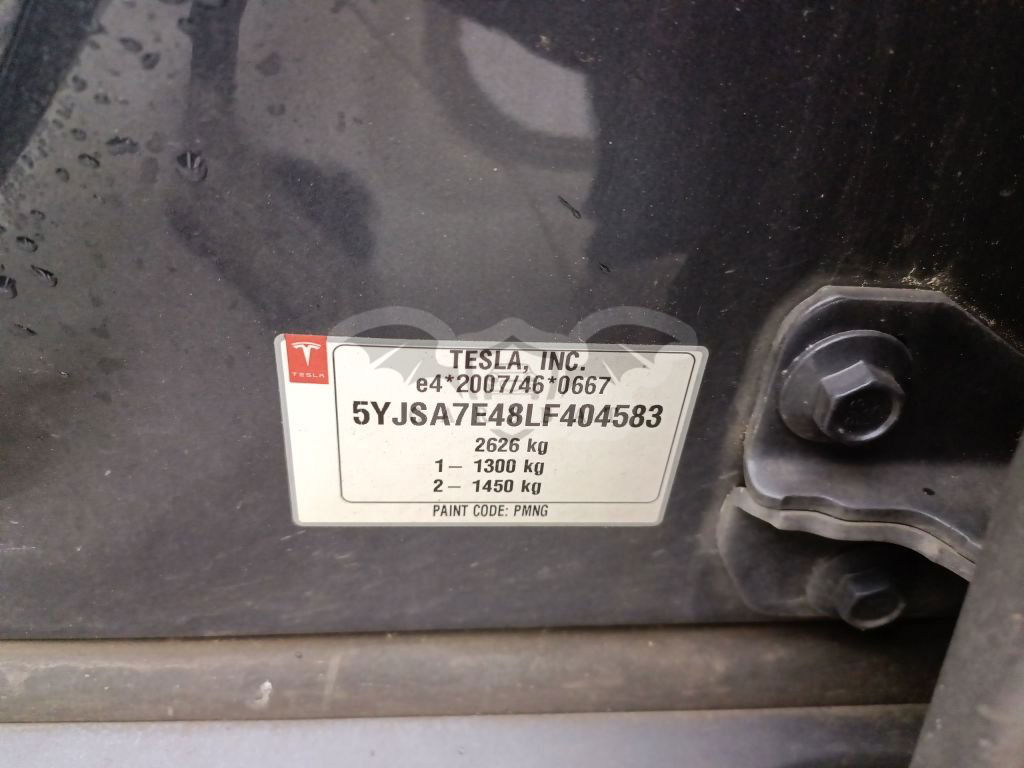 TESLA
TESLA, INC.
e4*2007/46*0667
5YJSA7E48LF404583
2626 kg
1– 1300 kg
2– 1450 kg
PAINT CODE: PMNG